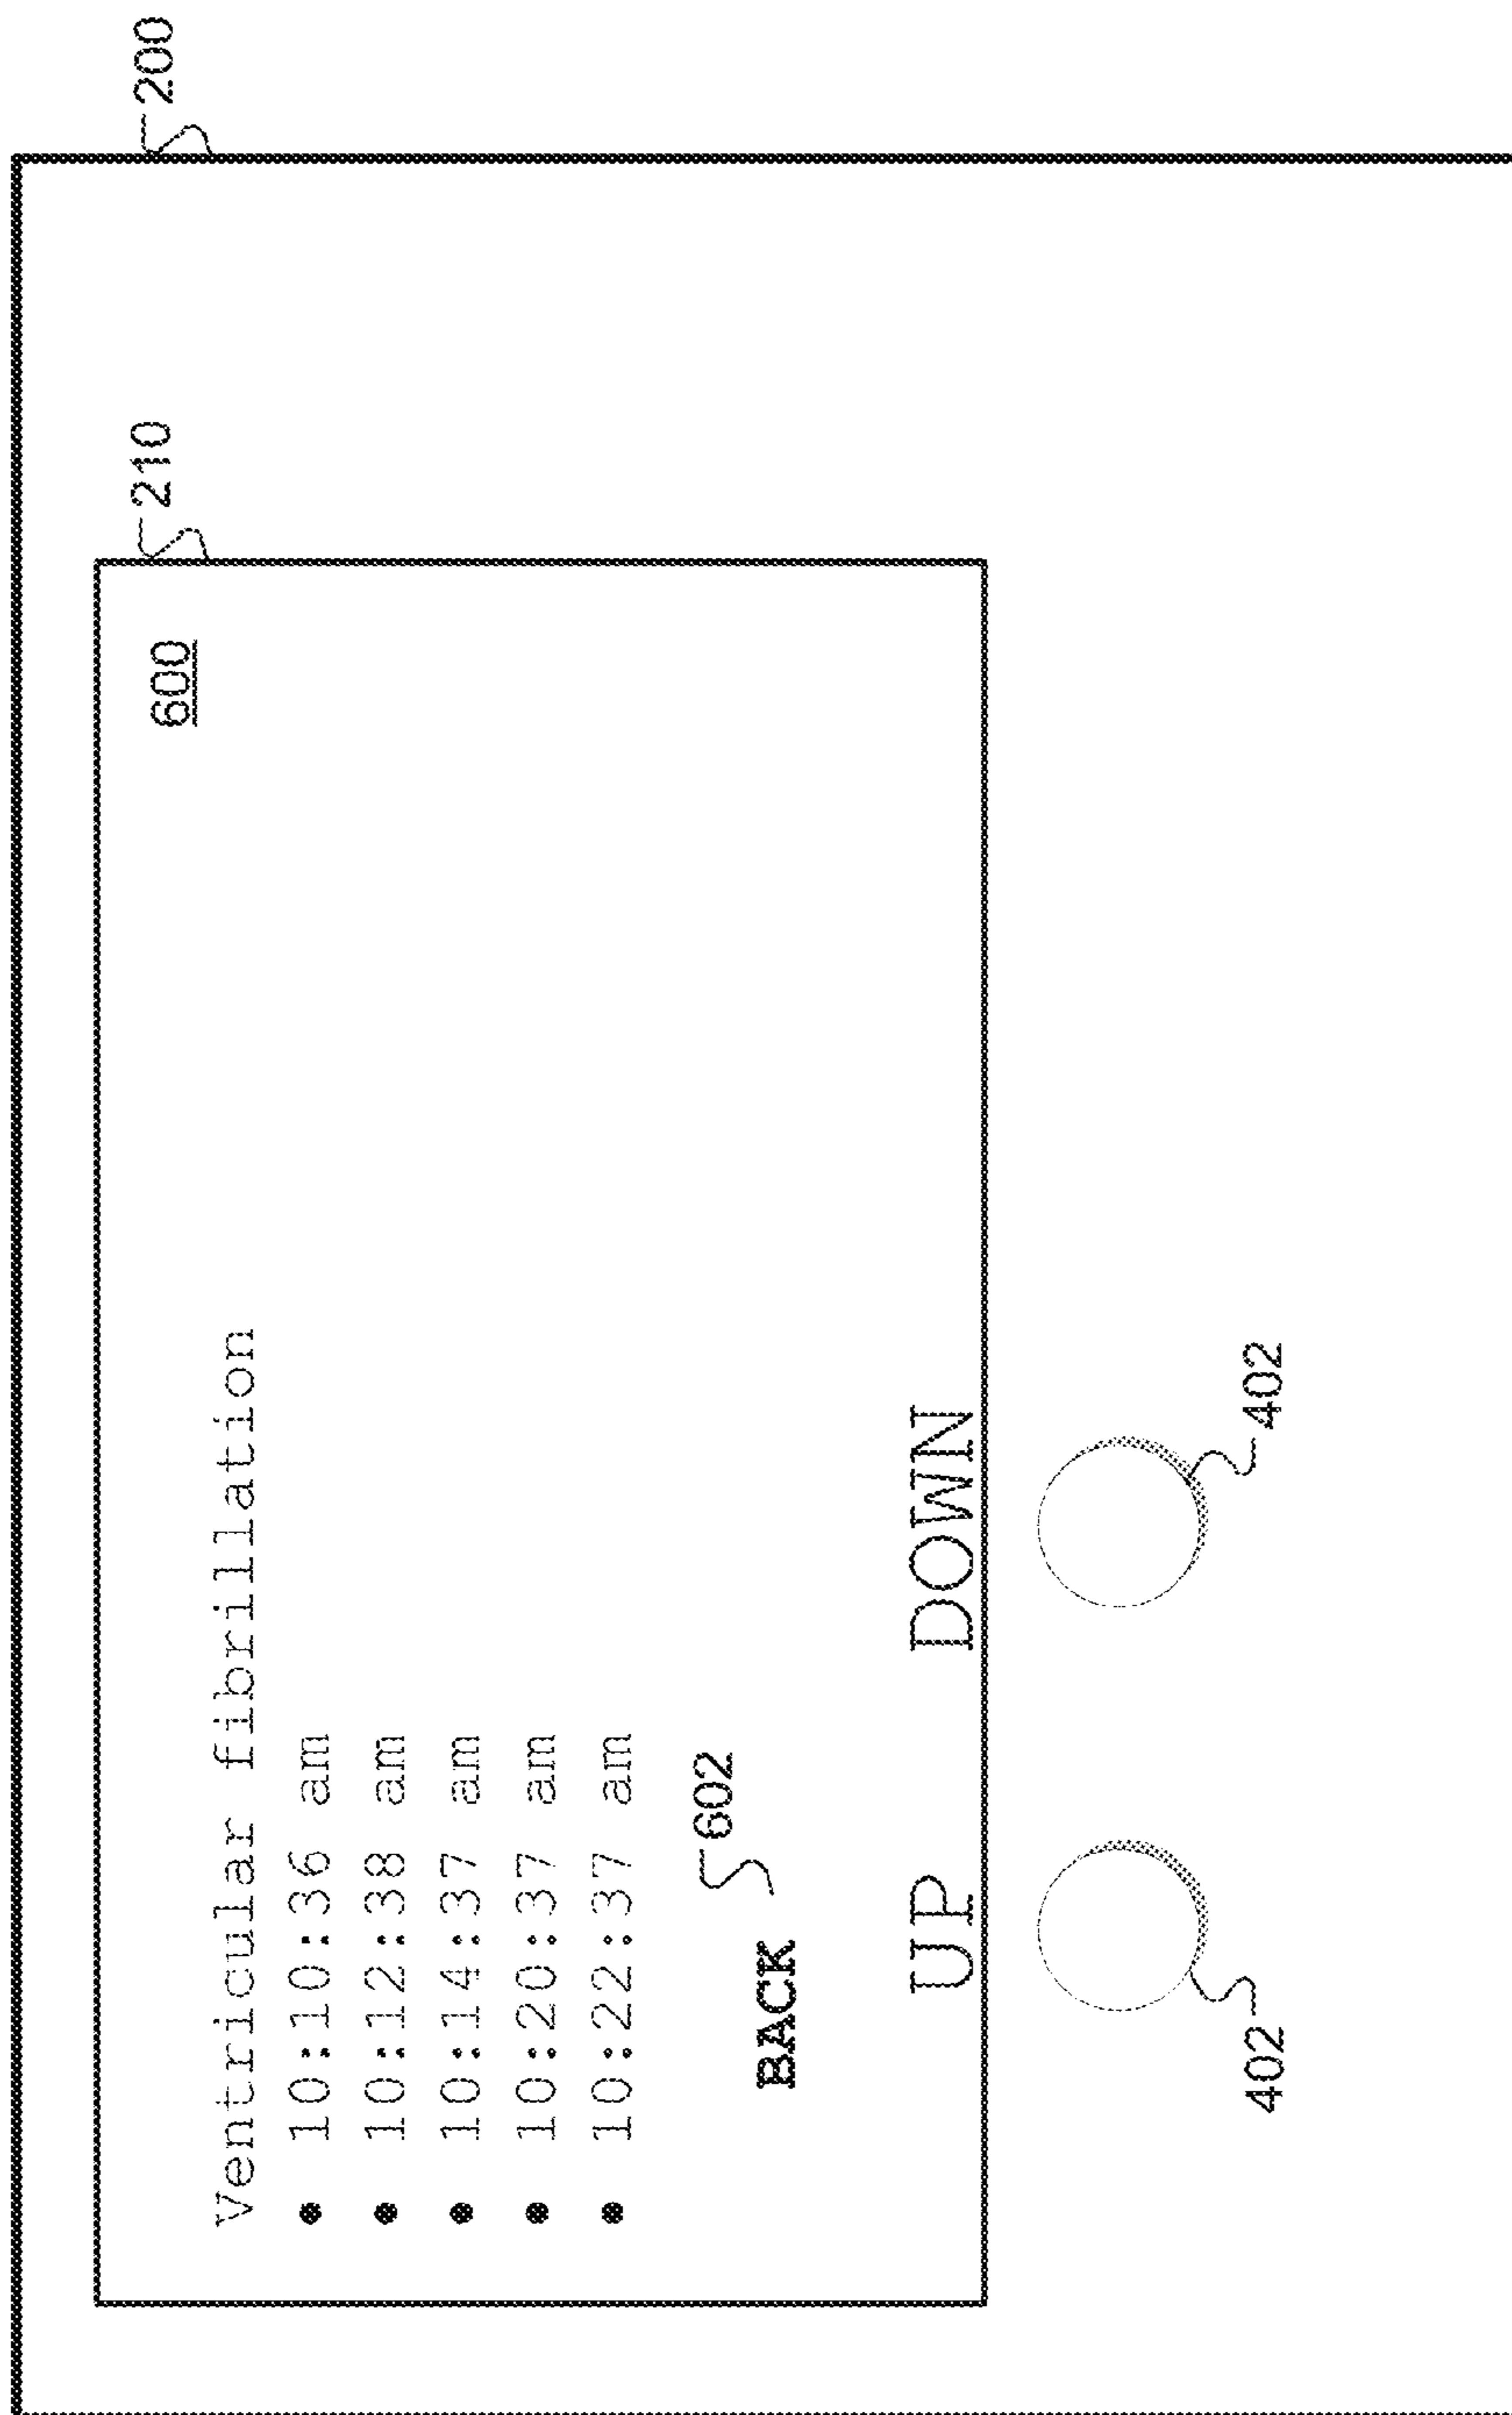 200
210
600
Ventricular fibrillation
• 10:10:36 am
• 10:12:38 am
• 10:14:37 am
• 10:20:37 am
• 10:22:37 am
602
BACK
UP DOWN
402 402